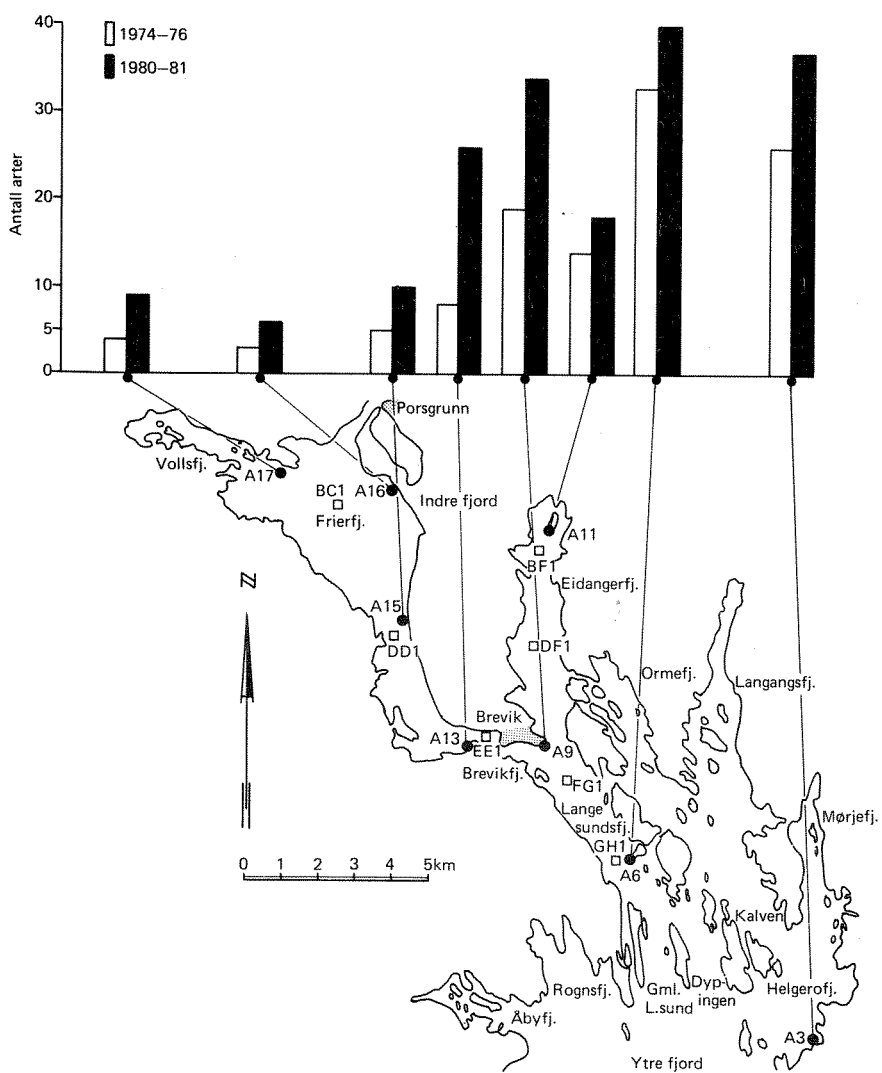 40
30
20
10
5
0
Antall arter
1974–76
1980–81
Porsgrunn
Vollsfj.
A17
BC1
A16
Indre fjord
Frierfj.
A11
BF1
Eidangerfj.
N
A15
DD1
DF1
Ormefj.
Langangsfj.
Brevik
A13
EE1
A9
Brevikfj.
FG1
Lange
sundsfj.
Mørjefj.
GH1
A6
0 1 2 3 4 5km
Kalven
Rognsfj.
Gml.
L.sund
Dyp-
ingen
Helgerofj.
Åbyfj.
A3
Ytre fjord